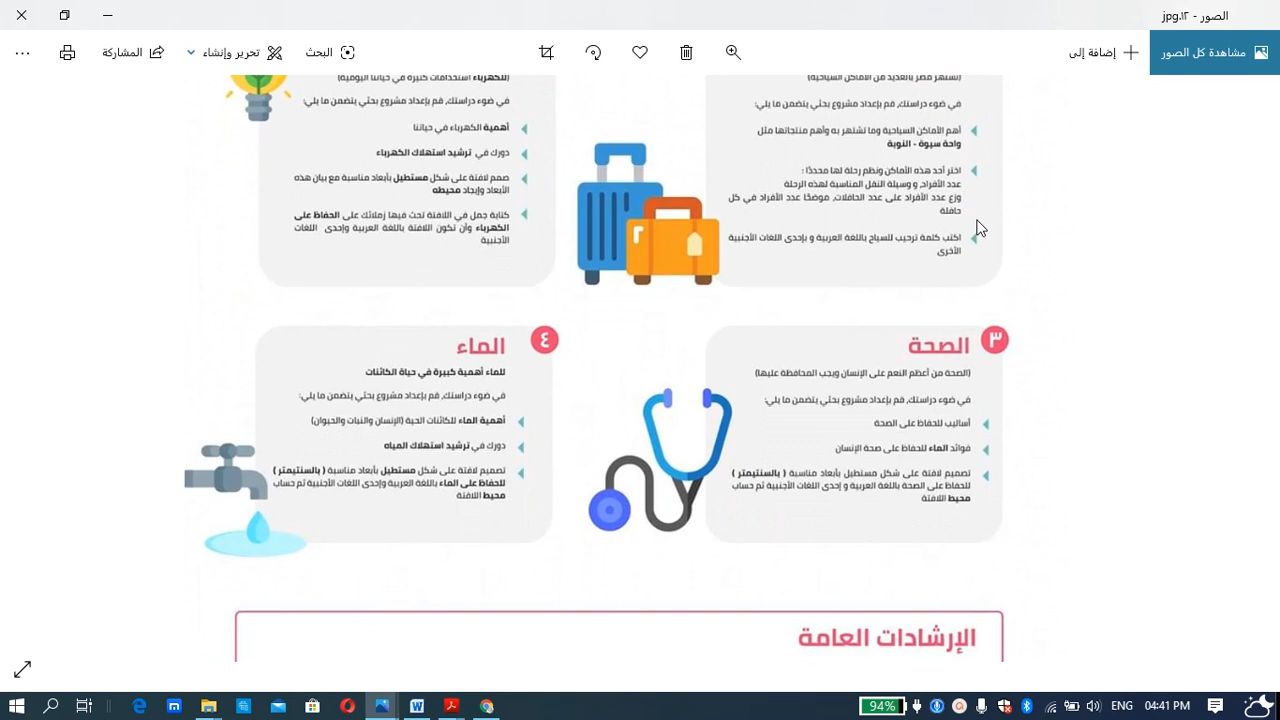 الصور - ١٢.jpg
مشاهدة كل الصور
إضافة إلى
البحث
تحرير وإنشاء
المشاركة
(تشتهر مصر بالعديد من الأماكن السياحية)
في ضوء دراستك، قم بإعداد مشروع بحثي يتضمن ما يلي:
أهم الأماكن السياحية وما تشتهر به وأهم منتجاتها مثل
واحة سيوة - النوبة
اختر أحد هذه الأماكن ونظم رحلة لها محددًا :
عدد الأفراد، و وسيلة النقل المناسبة لهذه الرحلة
وزع عدد الأفراد على عدد الحافلات، موضحًا عدد الأفراد في كل
حافلة
اكتب كلمة ترحيب للسياح باللغة العربية و بإحدى اللغات الأجنبية
الأخرى
(للكهرباء استخدامات كثيرة في حياتنا اليومية)
في ضوء دراستك، قم بإعداد مشروع بحثي يتضمن ما يلي:
أهمية الكهرباء في حياتنا
دورك في ترشيد استهلاك الكهرباء
صمم لافتة على شكل مستطيل بأبعاد مناسبة مع بيان هذه
الأبعاد وإيجاد محيطه
كتابة جمل في اللافتة تحث فيها زملائك على الحفاظ على
الكهرباء وأن تكون اللافتة باللغة العربية وإحدى اللغات
الأجنبية
٣
الصحة
(الصحة من أعظم النعم على الإنسان ويجب المحافظة عليها)
في ضوء دراستك، قم بإعداد مشروع بحثي يتضمن ما يلي:
أساليب للحفاظ على الصحة
فوائد الماء للحفاظ على صحة الإنسان
تصميم لافتة على شكل مستطيل بأبعاد مناسبة ( بالسنتيمتر )
للحفاظ على الصحة باللغة العربية و إحدى اللغات الأجنبية ثم حساب
محيط اللافتة
٤
الماء
للماء أهمية كبيرة في حياة الكائنات
في ضوء دراستك، قم بإعداد مشروع بحثي يتضمن ما يلي:
أهمية الماء للكائنات الحية (الإنسان والنبات والحيوان)
دورك في ترشيد استهلاك المياه
تصميم لافتة على شكل مستطيل بأبعاد مناسبة ( بالسنتيمتر )
للحفاظ على الماء باللغة العربية وإحدى اللغات الأجنبية ثم حساب
محيط اللافتة
الإرشادات العامة
94%
ENG
04:41 PM